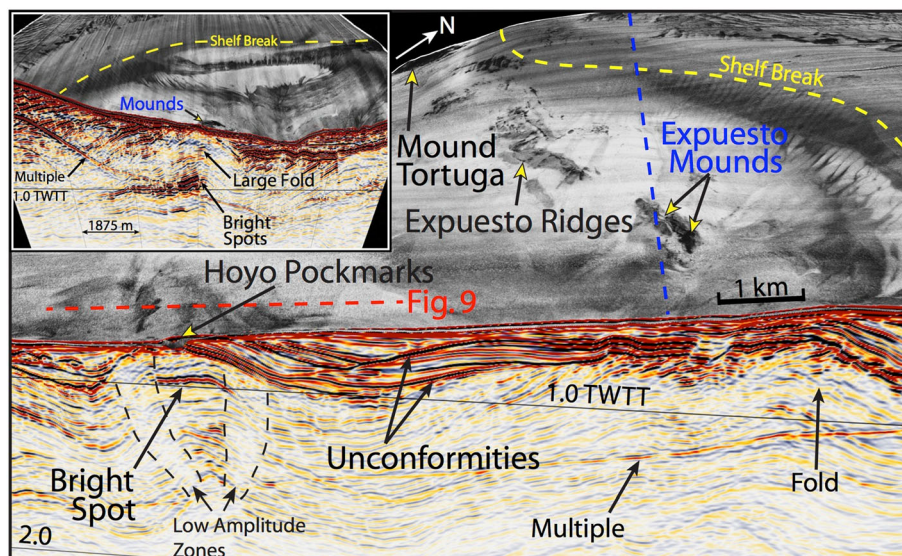 Shelf Break
Mounds
Multiple
1.0 TWTT
Large Fold
1875 m
Bright
Spots
N
Shelf Break
Mound
Tortuga
Expuesto
Mounds
Expuesto Ridges
Hoyo Pockmarks
Fig. 9
1 km
1.0 TWTT
Bright
Spot
Unconformities
Fold
Low Amplitude
Zones
Multiple
2.0